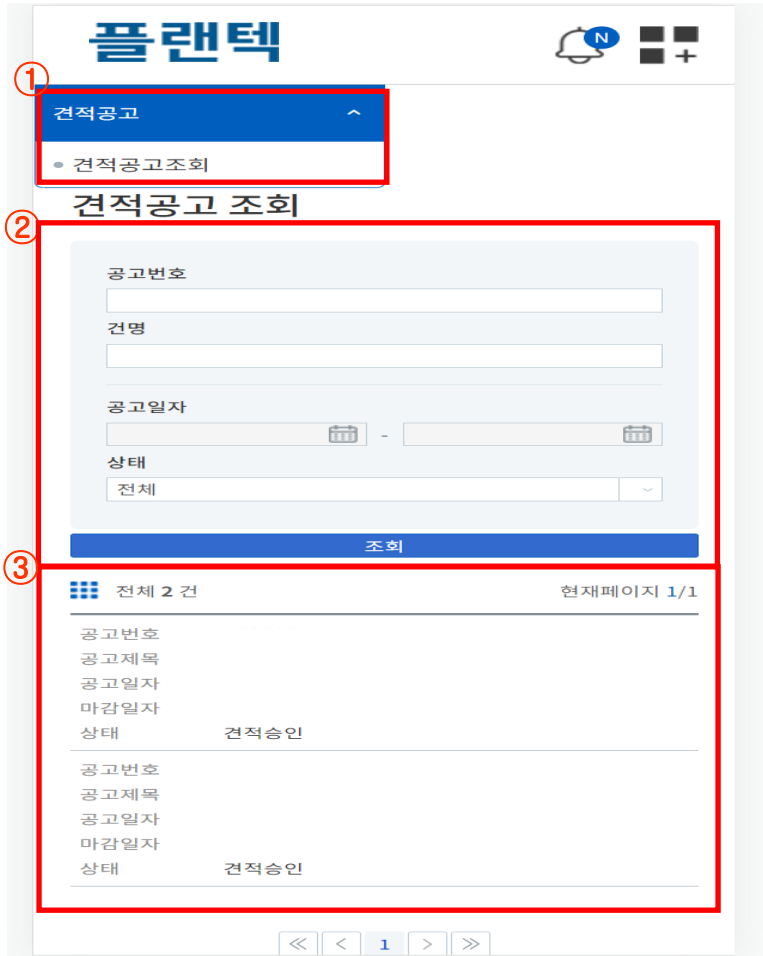 플랜텍
N
①
견적공고
견적공고조회
견적공고 조회
②
공고번호
건명
공고일자
-
상태
전체
조회
③
전체 2 건 현재페이지 1/1
공고번호
공고제목
공고일자
마감일자
상태 견적승인
공고번호
공고제목
공고일자
마감일자
상태 견적승인
1